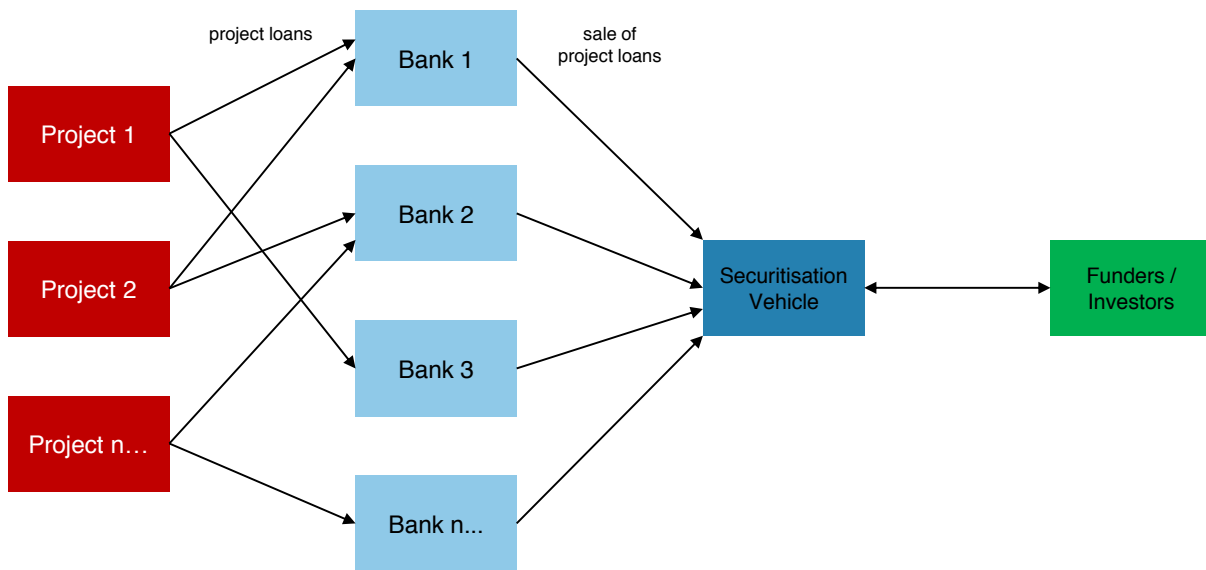 project loans
sale of
project loans
Bank 1
Project 1
Bank 2
Project 2
Securitisation
Vehicle
Funders /
Investors
Bank 3
Project n…
Bank n...